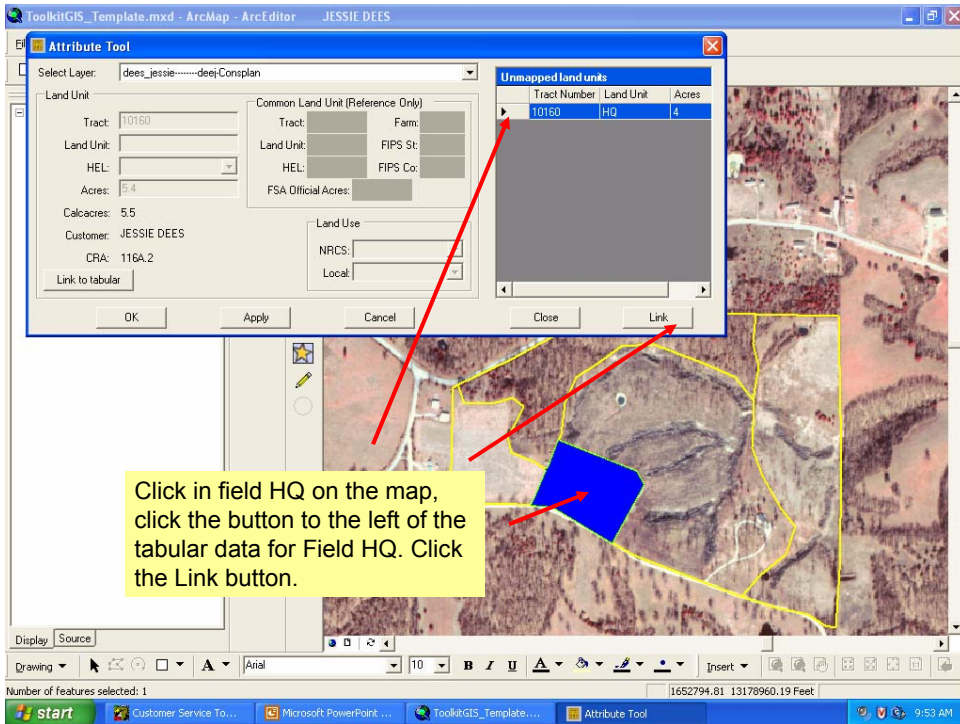 ToolkitGIS_Template.mxd - ArcMap - ArcEditor JESSIE DEES
Attribute Tool
Select Layer: dees_jessie--------deej-Consplan
Land Unit
Tract: 10160
Land Unit:
HEL:
Acres: 5.4
Calcacres: 5.5
Customer: JESSIE DEES
CRA: 116A.2
Link to tabular
Common Land Unit (Reference Only)
Tract: Farm:
Land Unit: FIPS St:
HEL: FIPS Co:
FSA Official Acres:
Land Use
NRCS:
Local:
OK Apply Cancel
Unmapped land units
Tract Number Land Unit Acres
10160 HQ 4
Close Link
Click in field HQ on the map,
click the button to the left of the
tabular data for Field HQ. Click
the Link button.
Display Source
Drawing A Arial 10 B I U A Insert
Number of features selected: 1 1652794.81 13178960.19 Feet
start Customer Service To... Microsoft PowerPoint ... ToolkitGIS_Template.... Attribute Tool 9:53 AM